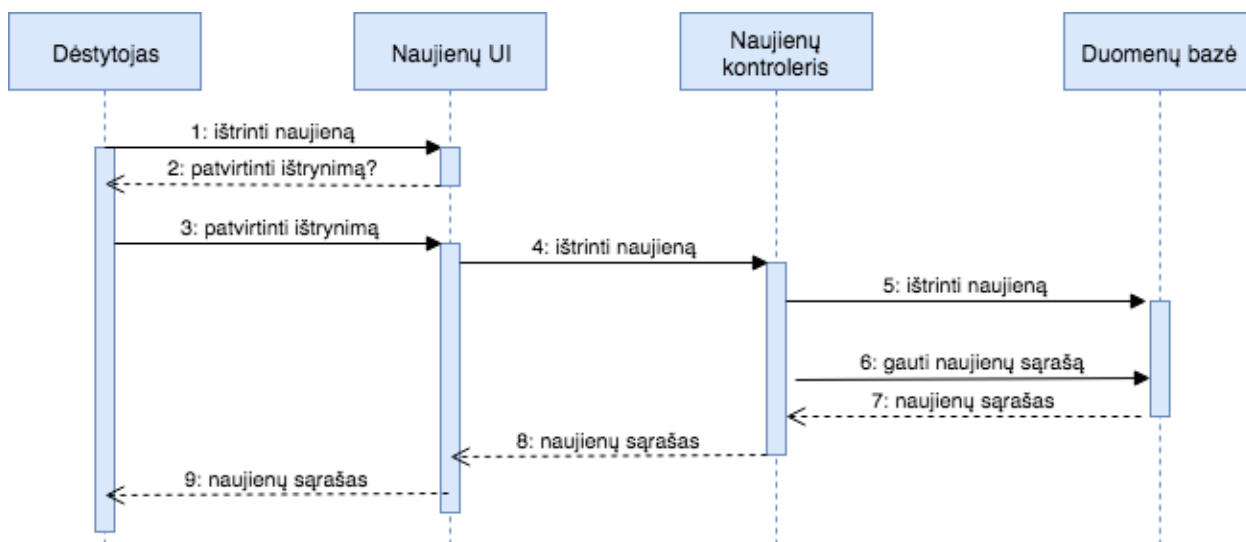 Dėstytojas
Naujienų UI
Naujienų
kontroleris
Duomenų bazė
1: ištrinti naujieną
2: patvirtinti ištrynimą?
3: patvirtinti ištrynimą
4: ištrinti naujieną
5: ištrinti naujieną
6: gauti naujienų sąrašą
7: naujienų sąrašas
8: naujienų sąrašas
9: naujienų sąrašas